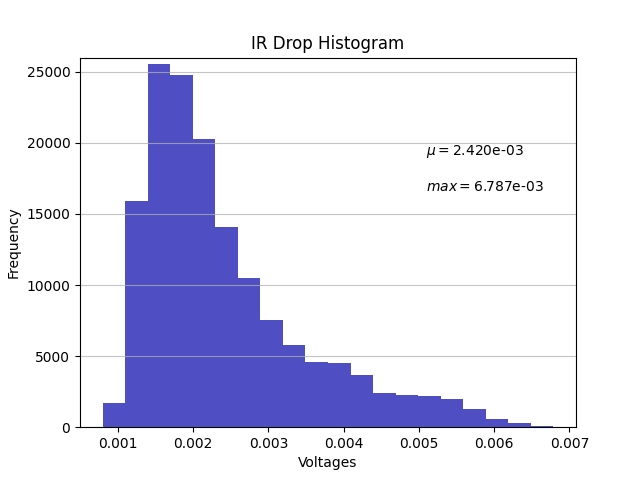 IR Drop Histogram
25000
20000
15000
10000
5000
0
Frequency
μ = 2.420e-03
max = 6.787e-03
0.001 0.002 0.003 0.004 0.005 0.006 0.007
Voltages